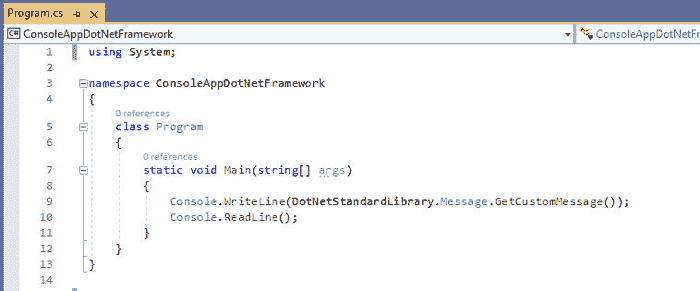 Program.cs
C# ConsoleAppDotNetFramework ConsoleAppDotNetF
1 using System;
2
3 namespace ConsoleAppDotNetFramework
4 {
0 references
5 class Program
6 {
0 references
7 static void Main(string[] args)
8 {
9 Console.WriteLine(DotNetStandardLibrary.Message.GetCustomMessage());
10 Console.ReadLine();
11 }
12 }
13 }
14